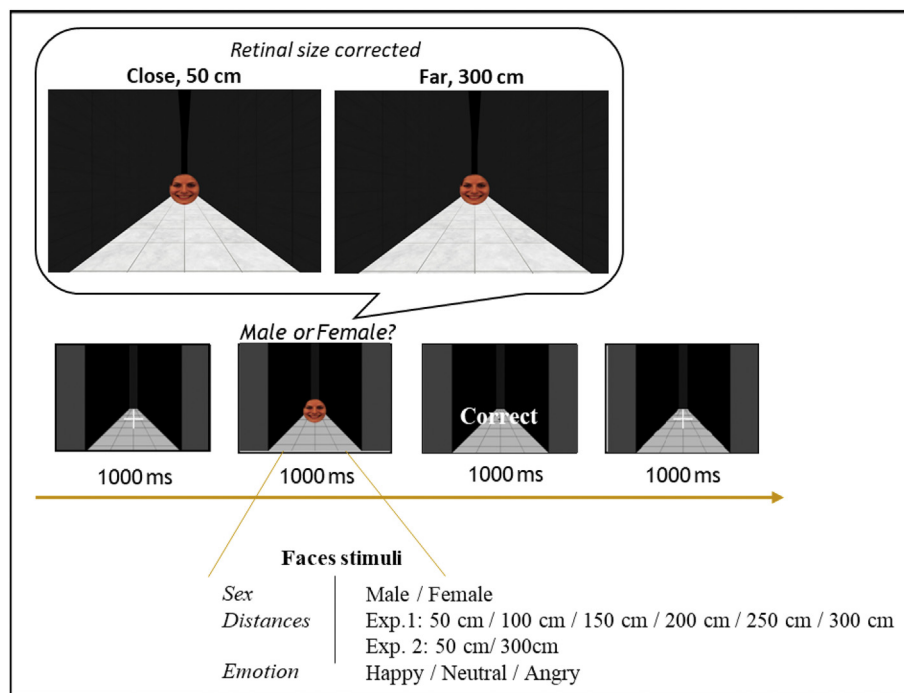 Retinal size corrected
Close, 50 cm
Far, 300 cm
Male or Female?
Correct
1000 ms
1000 ms
1000 ms
1000 ms
Faces stimuli
Sex Male / Female
Distances Exp.1: 50 cm / 100 cm / 150 cm / 200 cm / 250 cm / 300 cm
Exp. 2: 50 cm/ 300cm
Emotion Happy / Neutral / Angry